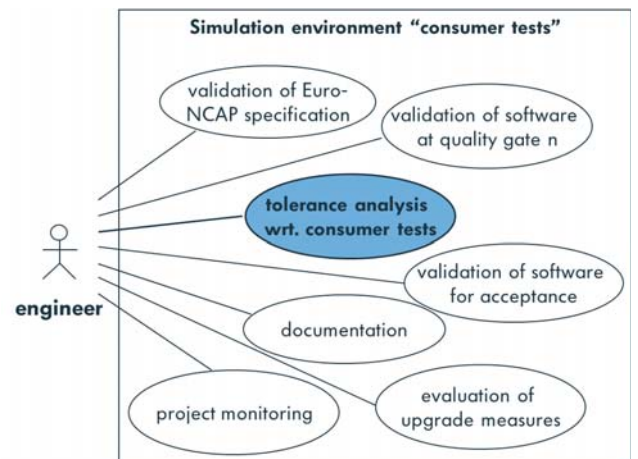 Simulation environment “consumer tests”
validation of Euro-
NCAP specification
validation of software
at quality gate n
tolerance analysis
wrt. consumer tests
validation of software
for acceptance
engineer
documentation
evaluation of
upgrade measures
project monitoring